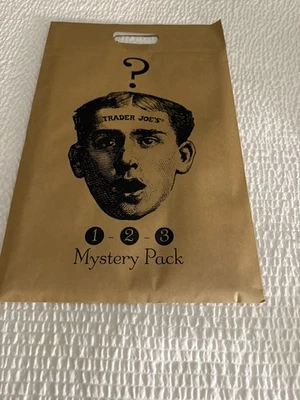 ?
TRADER JOE'S
1-2-3
Mystery Pack